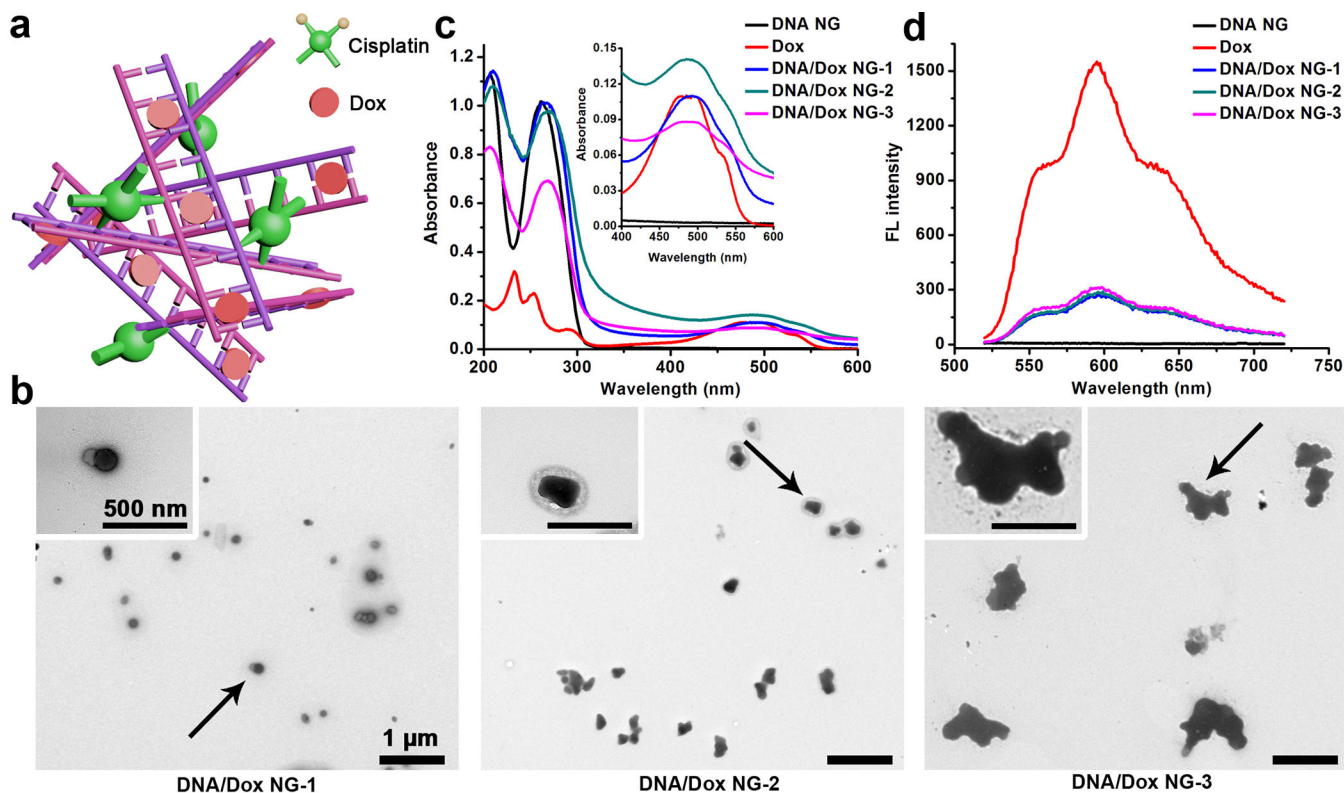 a
Cisplatin
Dox
c
DNA NG
Dox
DNA/Dox NG-1
DNA/Dox NG-2
DNA/Dox NG-3
1.2
1.0
0.8
0.6
0.4
0.2
0.0
Absorbance
200 300 400 500 600
Wavelength (nm)
0.15
0.12
0.09
0.06
0.03
0.00
Absorbance
400 450 500 550 600
Wavelength (nm)
d
DNA NG
Dox
DNA/Dox NG-1
DNA/Dox NG-2
DNA/Dox NG-3
1500
1200
900
600
300
0
FL intensity
500 550 600 650 700 750
Wavelength (nm)
b
500 nm
1 μm
DNA/Dox NG-1
DNA/Dox NG-2
DNA/Dox NG-3